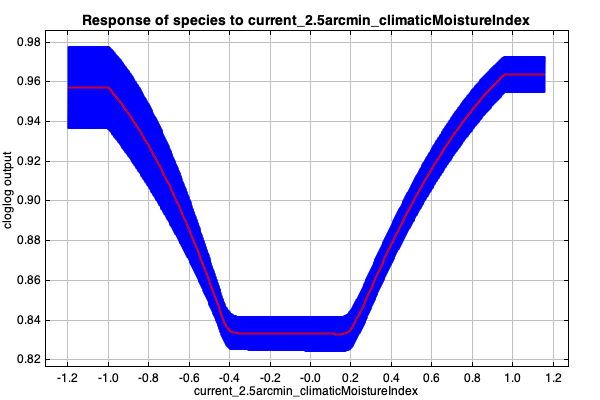 Response of species to current_2.5arcmin_climaticMoistureIndex
0.98
0.96
0.94
0.92
0.90
0.88
0.86
0.84
0.82
cloglog output
-1.2 -1.0 -0.8 -0.6 -0.4 -0.2 -0.0 0.2 0.4 0.6 0.8 1.0 1.2
current_2.5arcmin_climaticMoistureIndex